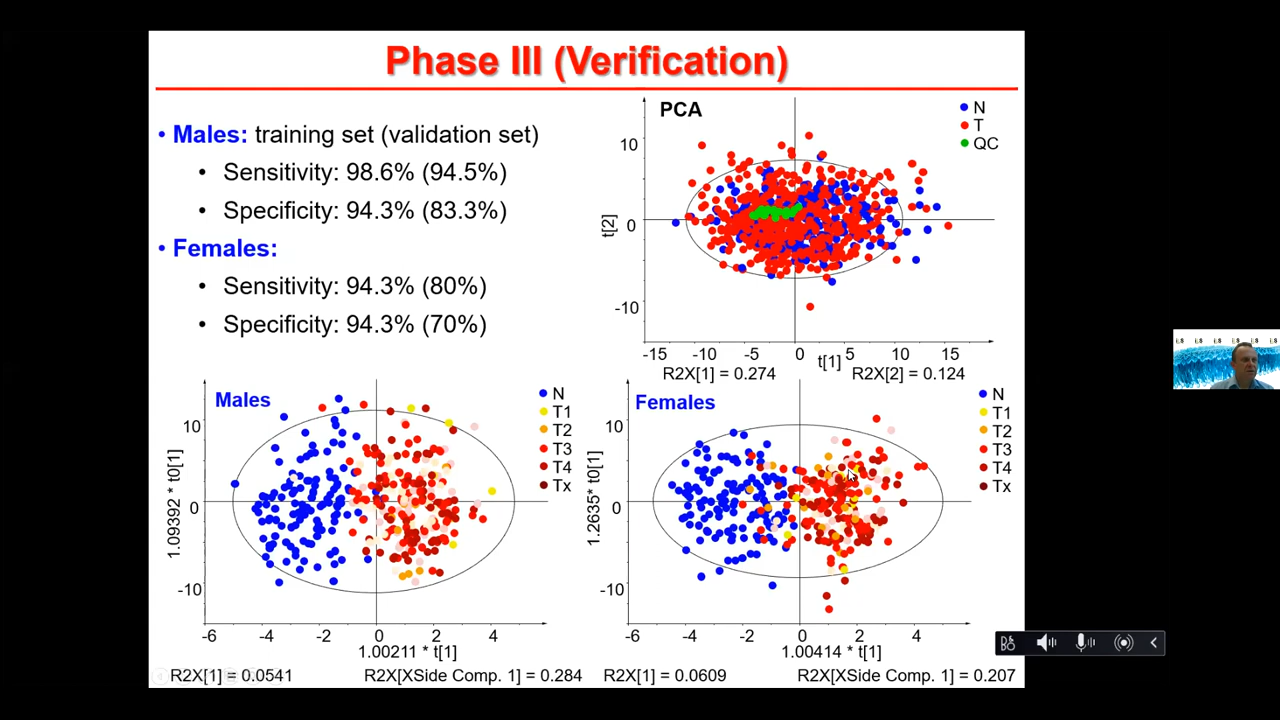 Phase III (Verification)
• Males: training set (validation set)
• Sensitivity: 98.6% (94.5%)
• Specificity: 94.3% (83.3%)
• Females:
• Sensitivity: 94.3% (80%)
• Specificity: 94.3% (70%)
PCA
N
T
QC
t[2]
10
0
-10
-15 -10 -5 0 5 10 15
t[1]
R2X[1] = 0.274 R2X[2] = 0.124
Males
N
T1
T2
T3
T4
Tx
1.09392 * t0[1]
10
0
-10
-6 -4 -2 0 2 4
1.00211 * t[1]
R2X[1] = 0.0541 R2X[XSide Comp. 1] = 0.284
Females
N
T1
T2
T3
T4
Tx
1.2635* t0[1]
10
0
-10
-6 -4 -2 0 2 4
1.00414 * t[1]
R2X[1] = 0.0609 R2X[XSide Comp. 1] = 0.207